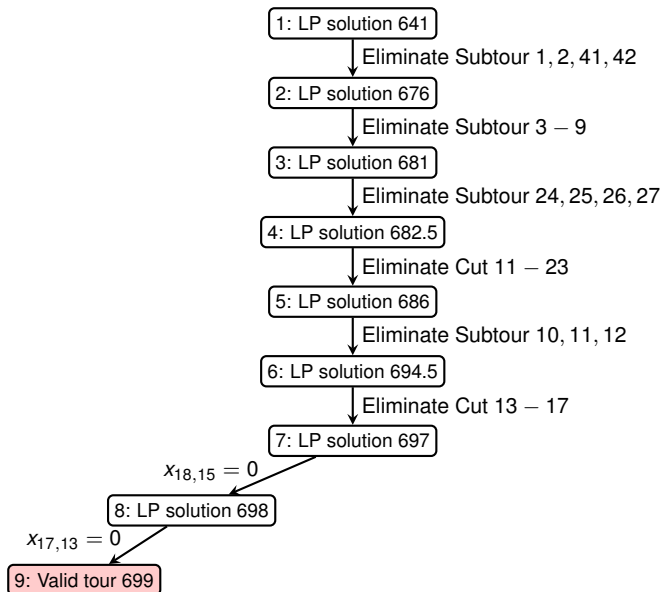 1: LP solution 641
Eliminate Subtour 1, 2, 41, 42
2: LP solution 676
Eliminate Subtour 3 − 9
3: LP solution 681
Eliminate Subtour 24, 25, 26, 27
4: LP solution 682.5
Eliminate Cut 11 − 23
5: LP solution 686
Eliminate Subtour 10, 11, 12
6: LP solution 694.5
Eliminate Cut 13 − 17
7: LP solution 697
x18,15 = 0
8: LP solution 698
x17,13 = 0
9: Valid tour 699